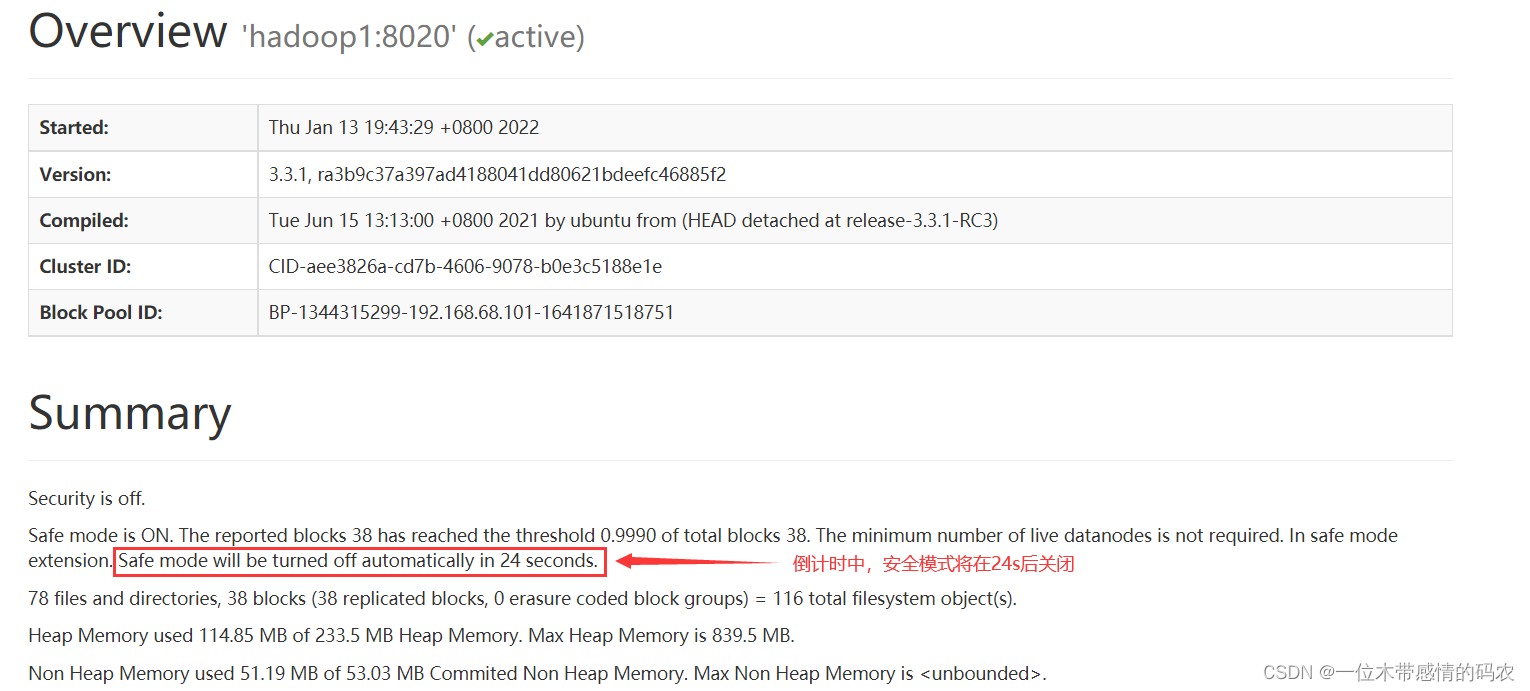 Overview 'hadoop1:8020' (✔active)
Started: Thu Jan 13 19:43:29 +0800 2022
Version: 3.3.1, ra3b9c37a397ad4188041dd80621bdeefc46885f2
Compiled: Tue Jun 15 13:13:00 +0800 2021 by ubuntu from (HEAD detached at release-3.3.1-RC3)
Cluster ID: CID-aee3826a-cd7b-4606-9078-b0e3c5188e1e
Block Pool ID: BP-1344315299-192.168.68.101-1641871518751
Summary
Security is off.
Safe mode is ON. The reported blocks 38 has reached the threshold 0.9990 of total blocks 38. The minimum number of live datanodes is not required. In safe mode
extension. Safe mode will be turned off automatically in 24 seconds. 倒计时中，安全模式将在24s后关闭
78 files and directories, 38 blocks (38 replicated blocks, 0 erasure coded block groups) = 116 total filesystem object(s).
Heap Memory used 114.85 MB of 233.5 MB Heap Memory. Max Heap Memory is 839.5 MB.
Non Heap Memory used 51.19 MB of 53.03 MB Commited Non Heap Memory. Max Non Heap Memory is <unbounded>.
CSDN @一位木带感情的码农